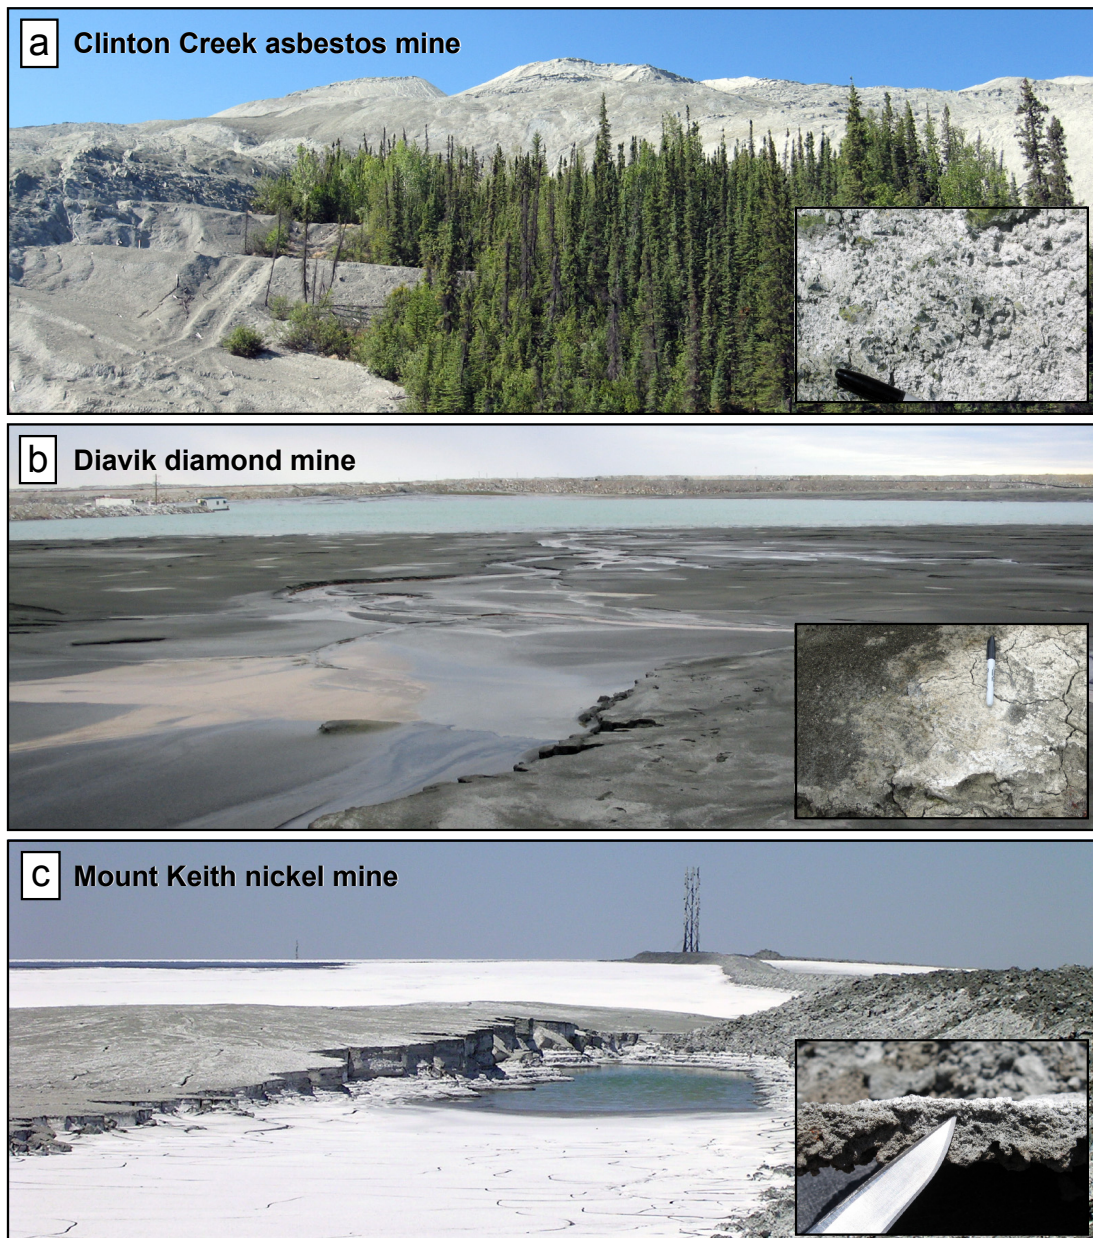 a Clinton Creek asbestos mine
b Diavik diamond mine
c Mount Keith nickel mine